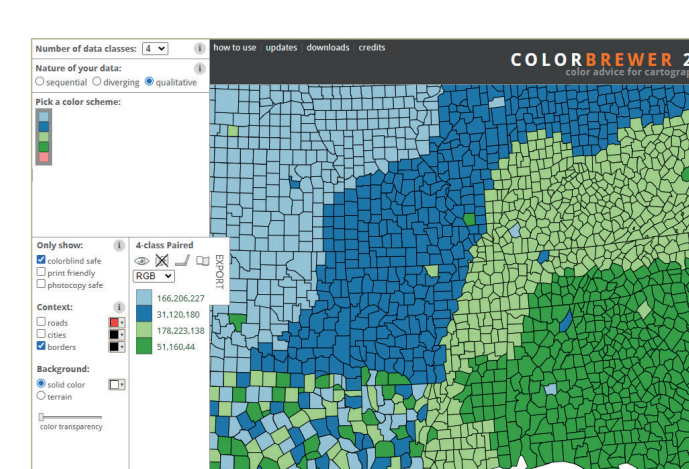 Number of data classes: 4 i
how to use | updates | downloads | credits
COLORBREWER 2
color advice for cartograp
Nature of your data: i
sequential diverging qualitative
Pick a color scheme:
Only show: i
colorblind safe
print friendly
photocopy safe
Context: i
roads
cities
borders
Background:
solid color
terrain
color transparency
4-class Paired
RGB
EXPORT
166,206,227
31,120,180
178,223,138
51,160,44